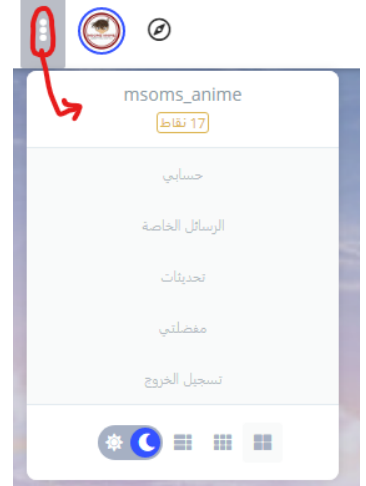 msoms_anime
17 نقاط
حسابي
الرسائل الخاصة
تحديثات
مفضلتي
تسجيل الخروج